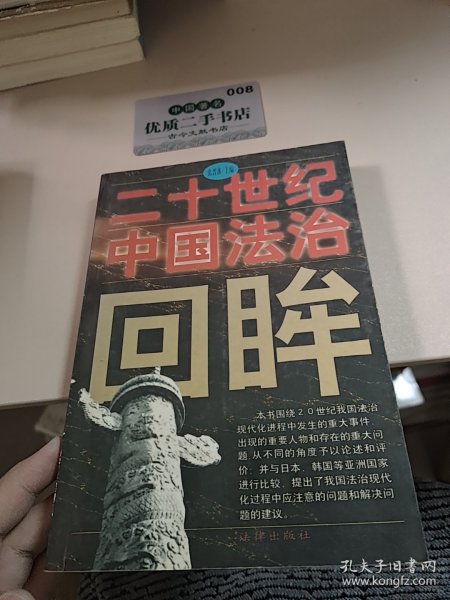 008
中国著名
优质二手书店
古今文献书店
二十世纪
中国法治
回眸
本书围绕20世纪我国法治
现代化进程中发生的重大事件、
出现的重要人物和存在的重大问
题,从不同的角度予以论述和评
价,并与日本、韩国等亚洲国家
进行比较,提出了我国法治现代
化过程中应注意的问题和解决问
题的建议。
法律出版社
孔夫子旧书网
www.kongfz.com